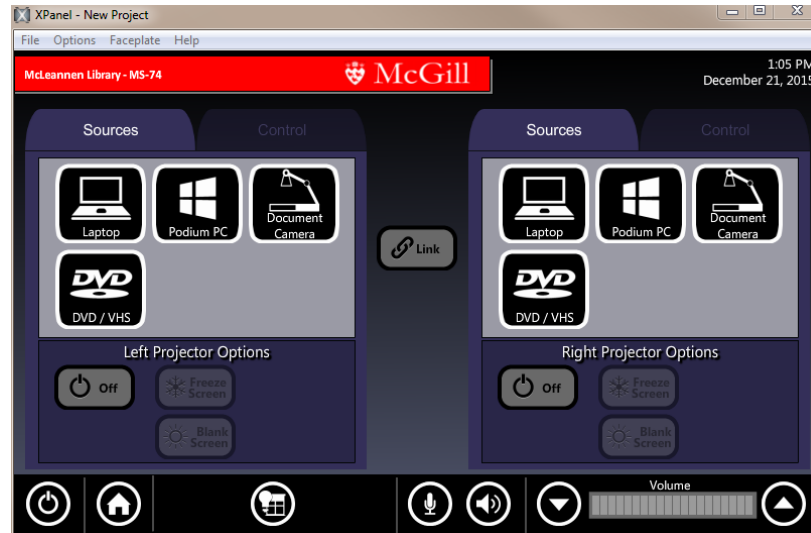 XPanel - New Project
File Options Faceplate Help
McLeannen Library - MS-74
McGill
1:05 PM
December 21, 2015
Sources
Control
Laptop
Podium PC
Document
Camera
DVD
DVD / VHS
Left Projector Options
Off
Freeze
Screen
Blank
Screen
Link
Sources
Control
Laptop
Podium PC
Document
Camera
DVD
DVD / VHS
Right Projector Options
Off
Freeze
Screen
Blank
Screen
Volume